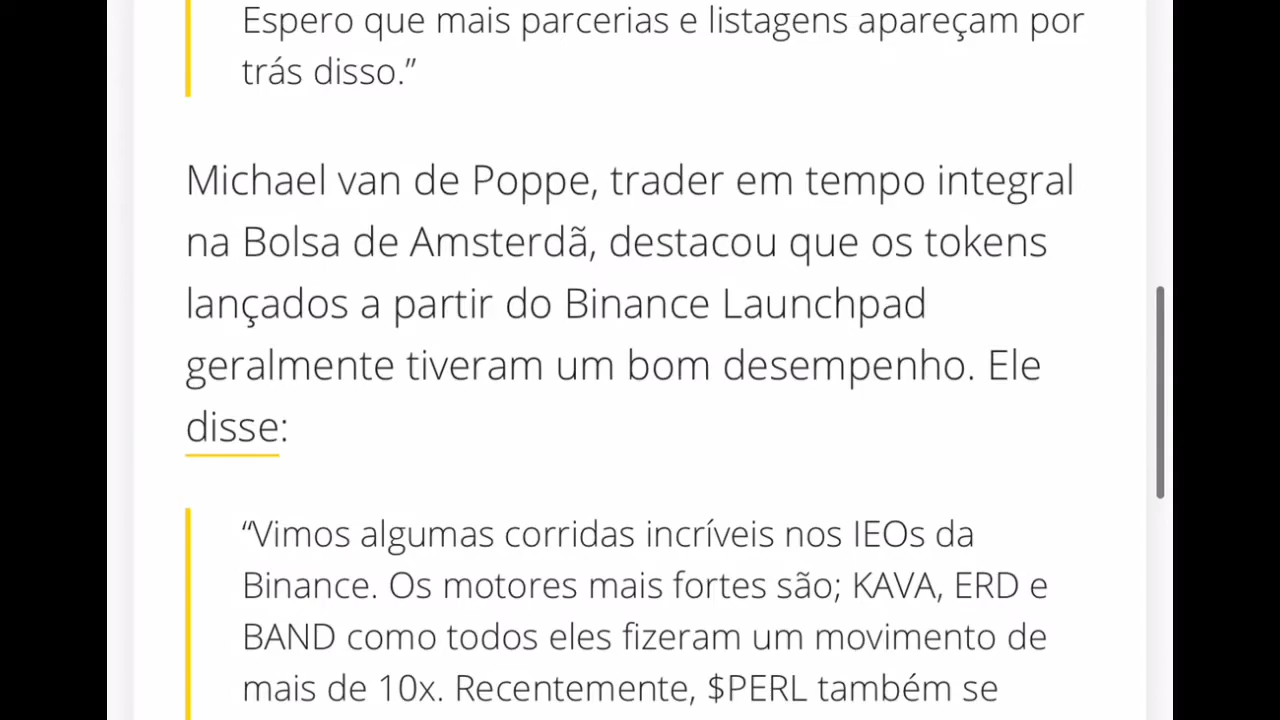 Espero que mais parcerias e listagens apareçam por
trás disso.”
Michael van de Poppe, trader em tempo integral
na Bolsa de Amsterdã, destacou que os tokens
lançados a partir do Binance Launchpad
geralmente tiveram um bom desempenho. Ele
disse:
“Vimos algumas corridas incríveis nos IEOs da
Binance. Os motores mais fortes são; KAVA, ERD e
BAND como todos eles fizeram um movimento de
mais de 10x. Recentemente, $PERL também se